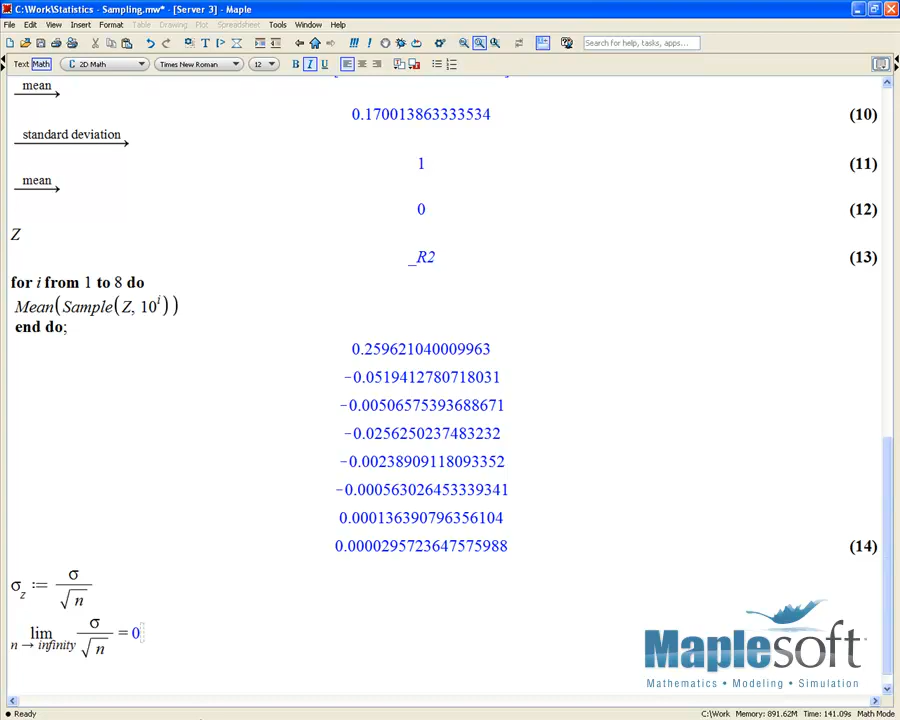 C:\Work\Statistics - Sampling.mw* - [Server 3] - Maple
File Edit View Insert Format Table Drawing Plot Spreadsheet Tools Window Help
Search for help, tasks, apps...
Text Math C 2D Math Times New Roman 12 B I U
mean
0.170013863333534 (10)
standard deviation
1 (11)
mean
0 (12)
Z
_R2 (13)
for i from 1 to 8 do
Mean(Sample(Z, 10^i))
end do;
0.259621040009963
−0.0519412780718031
−0.00506575393688671
−0.0256250237483232
−0.00238909118093352
−0.000563026453339341
0.000136390796356104
0.0000295723647575988 (14)
σ_z := σ/√n
lim n → infinity σ/√n = 0
Maplesoft
Mathematics • Modeling • Simulation
Ready C:\Work Memory: 891.62M Time: 141.09s Math Mode